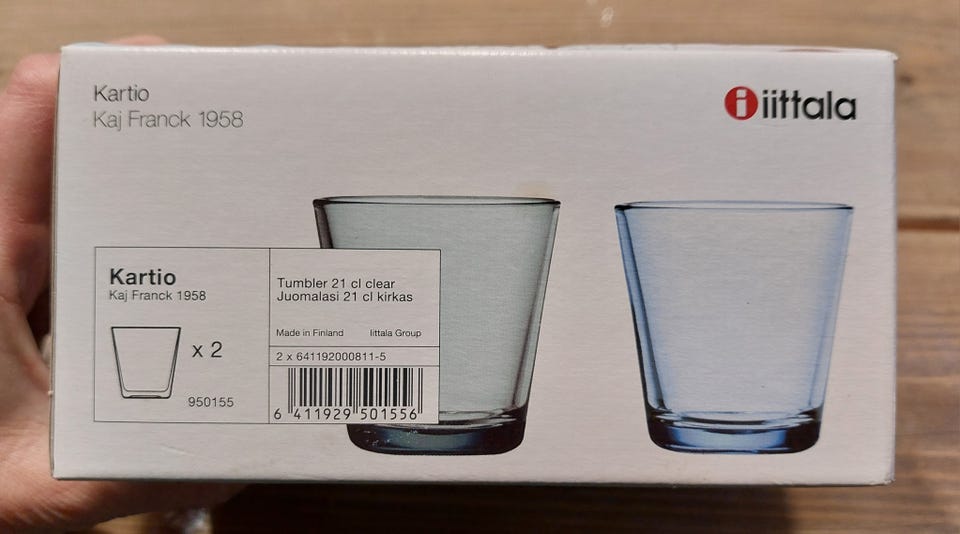 Kartio
Kaj Franck 1958
i iittala
Kartio
Kaj Franck 1958
x 2
950155
Tumbler 21 cl clear
Juomalasi 21 cl kirkas
Made in Finland Iittala Group
2 x 641192000811-5
6 411929 501556